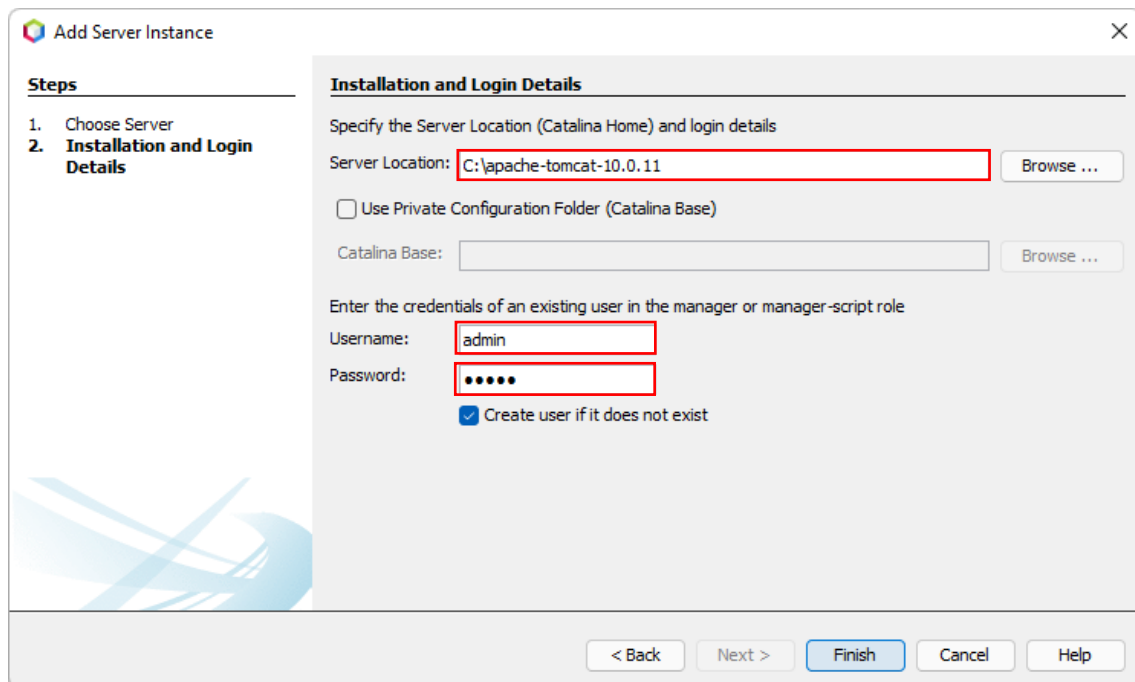 Add Server Instance
Steps
1. Choose Server
2. Installation and Login
Details
Installation and Login Details
Specify the Server Location (Catalina Home) and login details
Server Location: C:\apache-tomcat-10.0.11 Browse ...
Use Private Configuration Folder (Catalina Base)
Catalina Base: Browse ...
Enter the credentials of an existing user in the manager or manager-script role
Username: admin
Password: ●●●●●
Create user if it does not exist
< Back Next > Finish Cancel Help